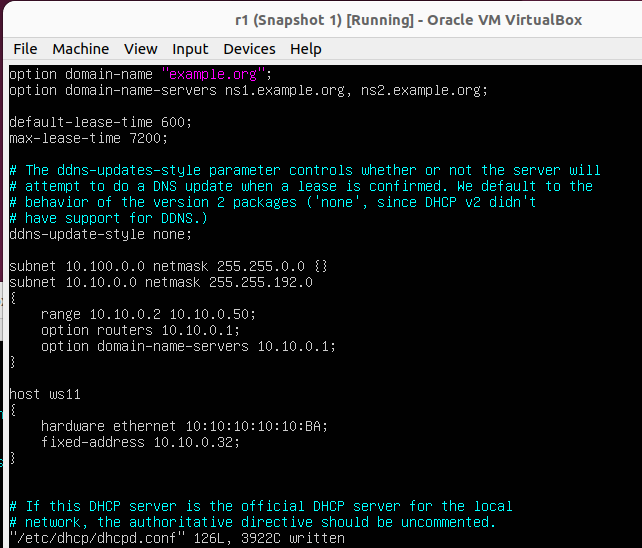 r1 (Snapshot 1) [Running] - Oracle VM VirtualBox
File Machine View Input Devices Help
option domain-name "example.org";
option domain-name-servers ns1.example.org, ns2.example.org;
default-lease-time 600;
max-lease-time 7200;
# The ddns-updates-style parameter controls whether or not the server will
# attempt to do a DNS update when a lease is confirmed. We default to the
# behavior of the version 2 packages ('none', since DHCP v2 didn't
# have support for DDNS.)
ddns-update-style none;
subnet 10.100.0.0 netmask 255.255.0.0 {}
subnet 10.10.0.0 netmask 255.255.192.0
{
    range 10.10.0.2 10.10.0.50;
    option routers 10.10.0.1;
    option domain-name-servers 10.10.0.1;
}
host ws11
{
    hardware ethernet 10:10:10:10:10:BA;
    fixed-address 10.10.0.32;
}
# If this DHCP server is the official DHCP server for the local
# network, the authoritative directive should be uncommented.
"/etc/dhcp/dhcpd.conf" 126L, 3922C written